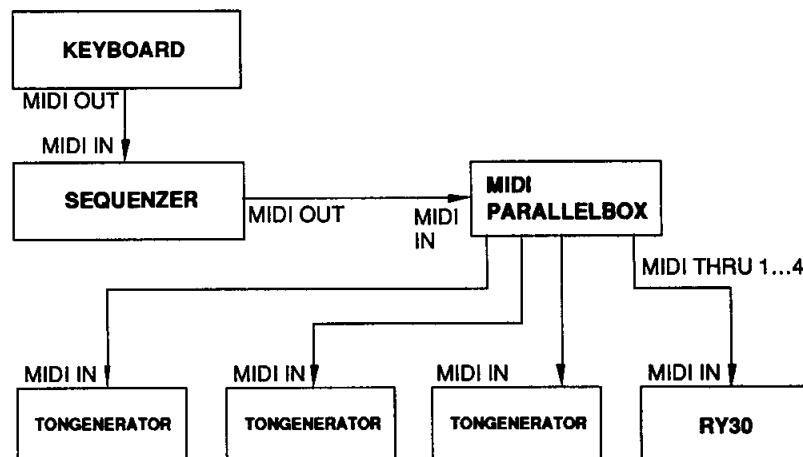 KEYBOARD
MIDI OUT
MIDI IN
SEQUENZER
MIDI OUT
MIDI
IN
MIDI
PARALLELBOX
MIDI THRU 1...4
MIDI IN
MIDI IN
MIDI IN
MIDI IN
TONGENERATOR
TONGENERATOR
TONGENERATOR
RY30